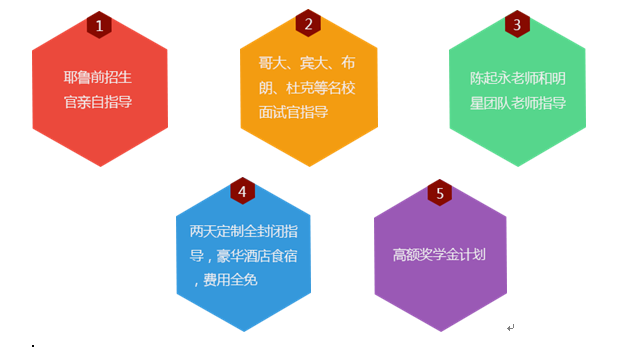 1
耶鲁前招生
官亲自指导
2
哥大、宾大、布
朗、杜克等名校
面试官指导
3
陈起永老师和明
星团队老师指导
4
两天定制全封闭指
导，豪华酒店食宿
，费用全免
5
高额奖学金计划